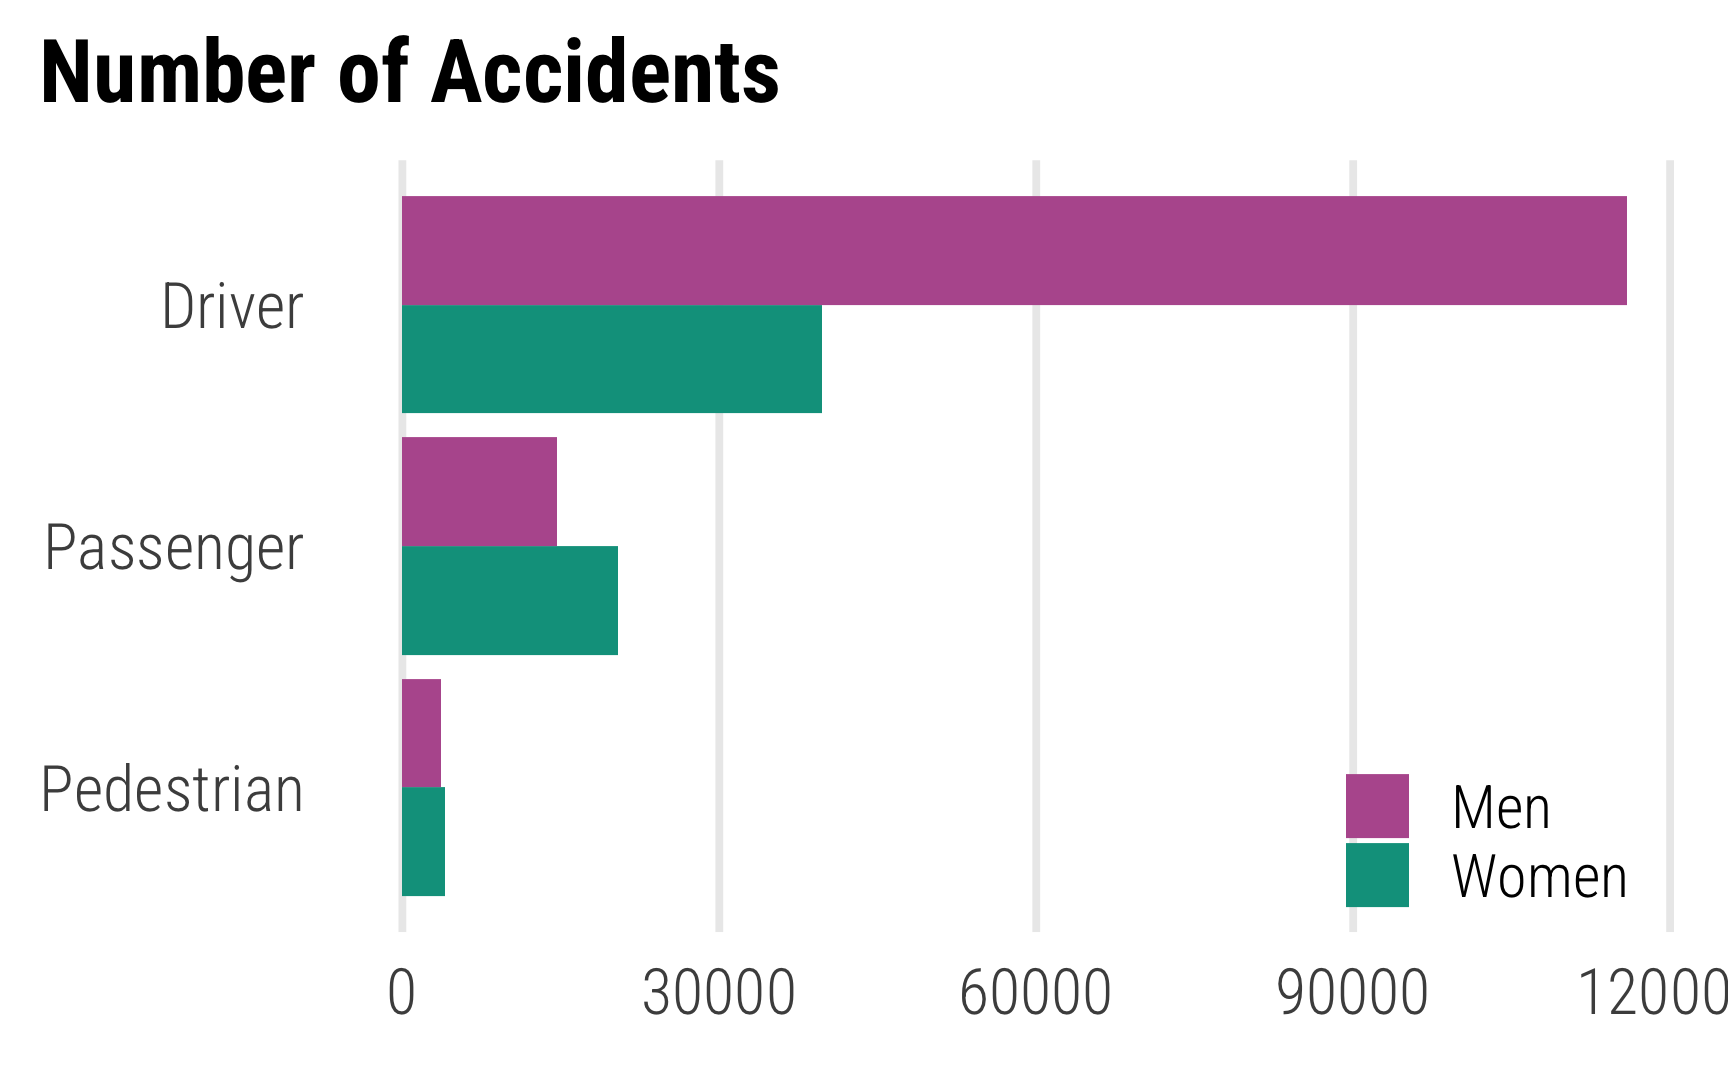 Number of Accidents
Driver
Passenger
Pedestrian
Men
Women
0 30000 60000 90000 12000